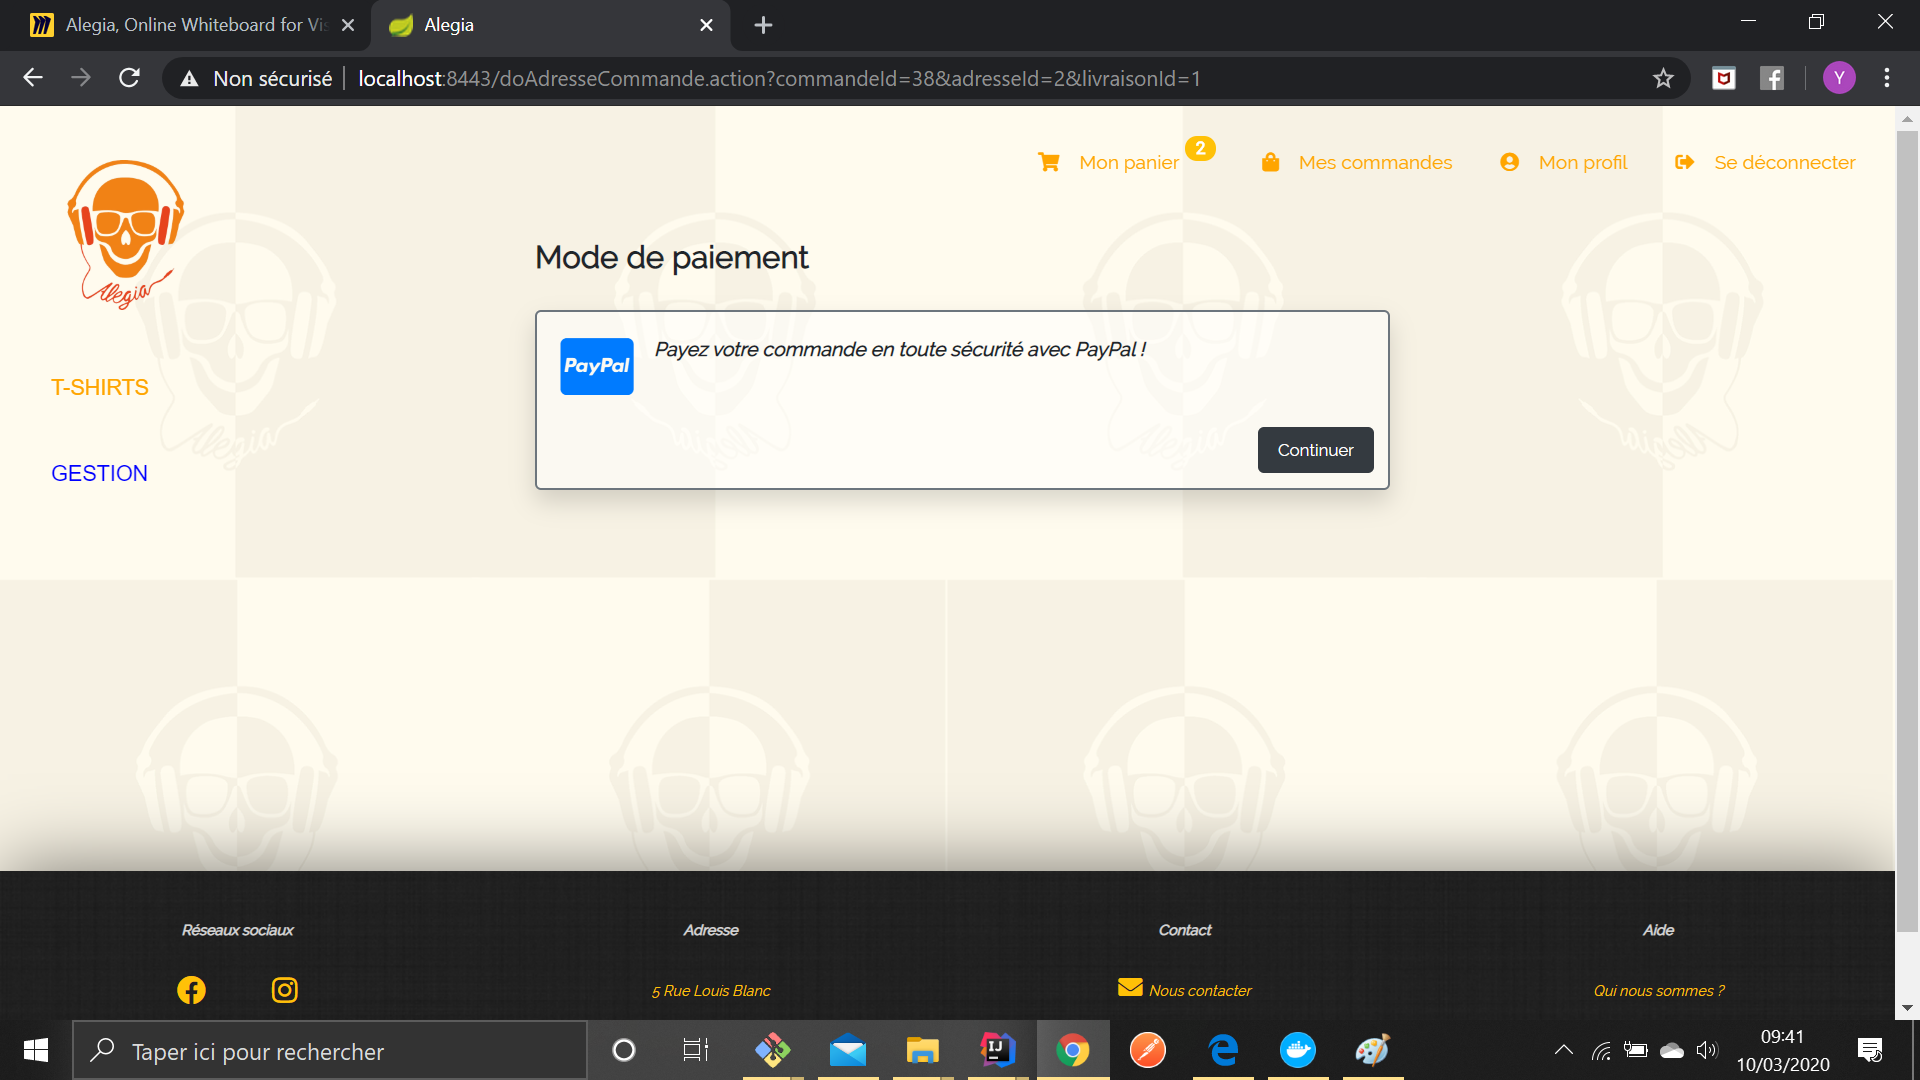 Alegia, Online Whiteboard for Vis
Alegia
Non sécurisé
localhost:8443/doAdresseCommande.action?commandeId=38&adresseId=2&livraisonId=1
Y
Mon panier 2
Mes commandes
Mon profil
Se déconnecter
Alegia
Mode de paiement
PayPal
Payez votre commande en toute sécurité avec PayPal !
T-SHIRTS
Continuer
GESTION
Réseaux sociaux
Adresse
Contact
Aide
5 Rue Louis Blanc
Nous contacter
Qui nous sommes ?
Taper ici pour rechercher
IJ
09:41
10/03/2020